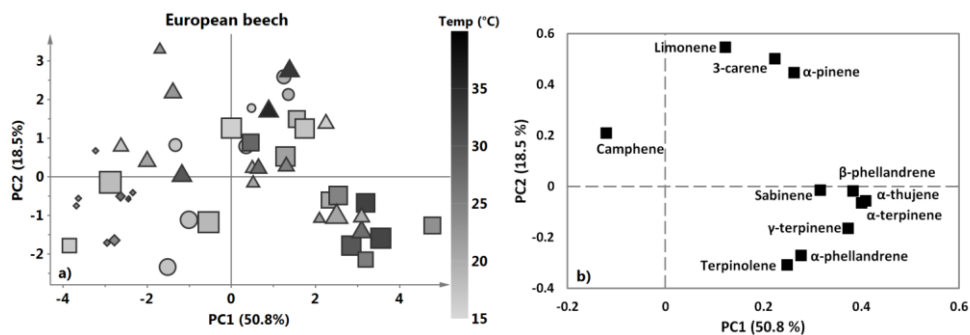 European beech
Temp (°C)
PC2 (18.5%)
3
2
1
0
-1
-2
-4
-2
0
2
4
PC1 (50.8%)
a)
35
30
25
20
15
PC2 (18.5 %)
0.6
0.4
0.2
0
-0.2
-0.4
Limonene
3-carene
α-pinene
Camphene
β-phellandrene
Sabinene
α-thujene
α-terpinene
γ-terpinene
α-phellandrene
Terpinolene
b)
-0.2
0
0.2
0.4
0.6
PC1 (50.8 %)